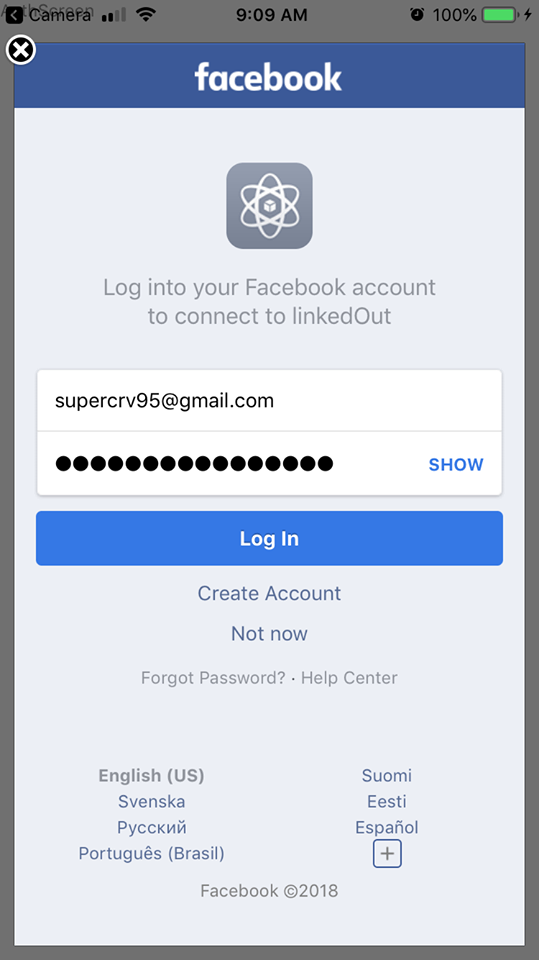 AuthScreen
Camera 9:09 AM 100%
facebook
Log into your Facebook account
to connect to linkedOut
supercrv95@gmail.com
●●●●●●●●●●●●●●●● SHOW
Log In
Create Account
Not now
Forgot Password? · Help Center
English (US) Suomi
Svenska Eesti
Русский Español
Português (Brasil) +
Facebook ©2018